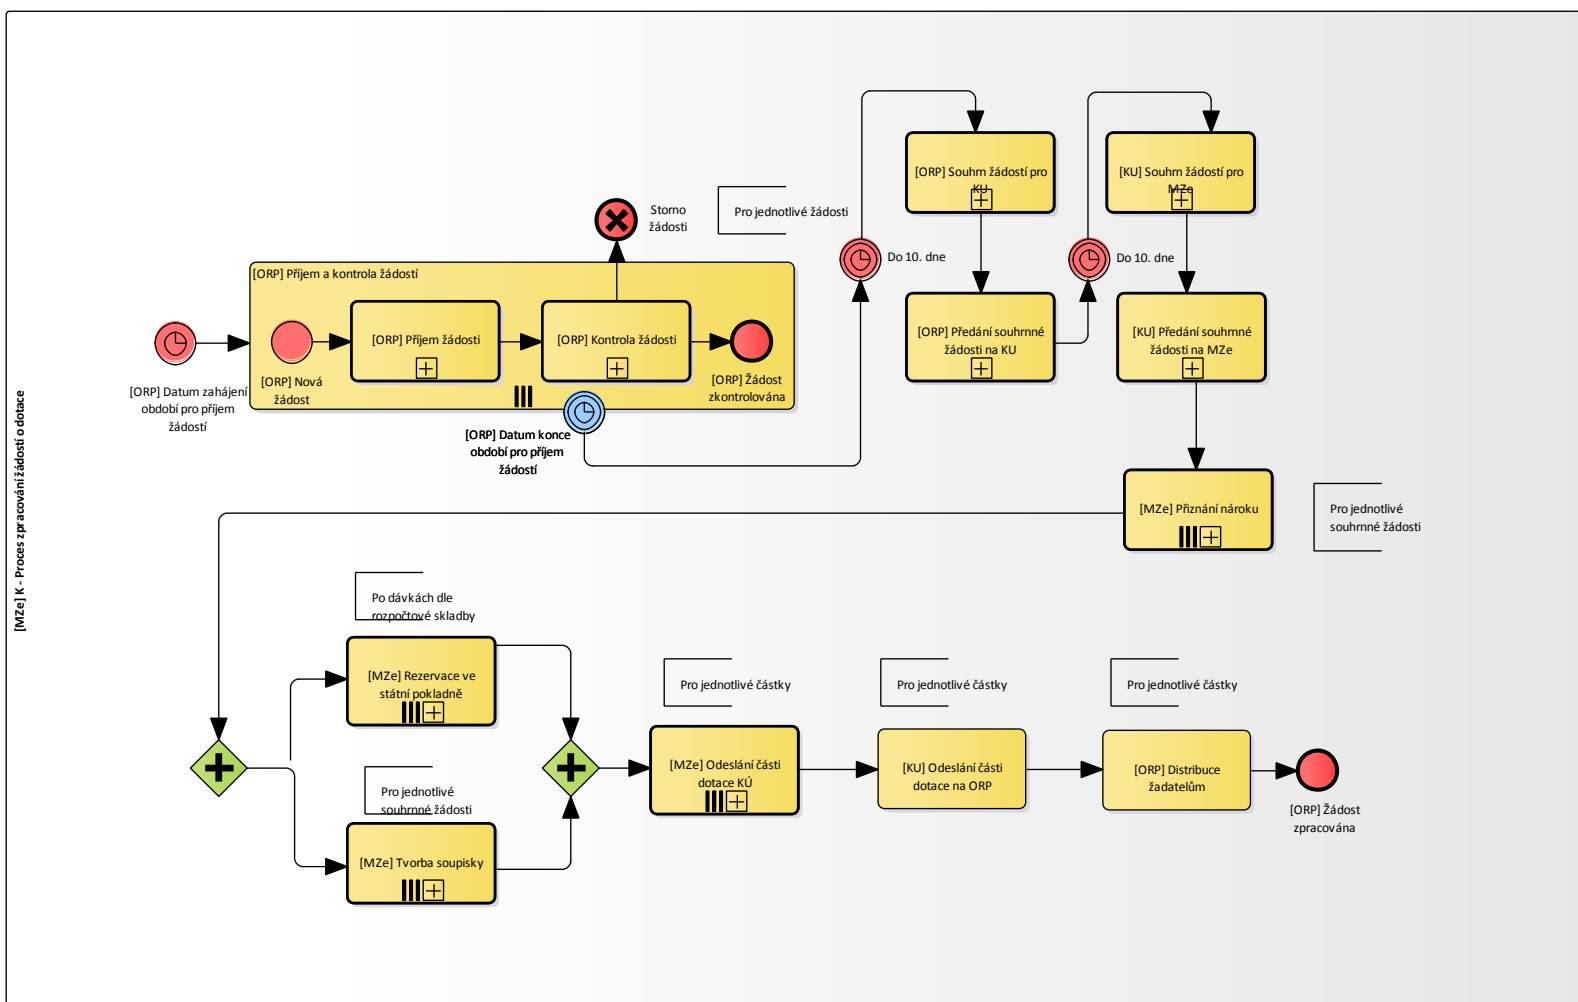 [MZe] K - Proces zpracování žádostí o dotace
[ORP] Souhrn žádostí pro
KU
[KU] Souhrn žádostí pro
MZe
Storno
žádosti
Pro jednotlivé žádosti
Do 10. dne
Do 10. dne
[ORP] Příjem a kontrola žádostí
[ORP] Příjem žádosti
[ORP] Kontrola žádosti
[ORP] Předání souhrnné
žádosti na KU
[KU] Předání souhrnné
žádosti na MZe
[ORP] Datum zahájení
období pro příjem
žádostí
[ORP] Nová
žádost
[ORP] Žádost
zkontrolována
[ORP] Datum konce
období pro příjem
žádostí
[MZe] Přiznání nároku
Pro jednotlivé
souhrnné žádosti
Po dávkách dle
rozpočtové skladby
[MZe] Rezervace ve
státní pokladně
Pro jednotlivé částky
Pro jednotlivé částky
Pro jednotlivé částky
Pro jednotlivé
souhrnné žádosti
[MZe] Odeslání části
dotace KÚ
[KU] Odeslání části
dotace na ORP
[ORP] Distribuce
žadatelům
[ORP] Žádost
zpracována
[MZe] Tvorba soupisky